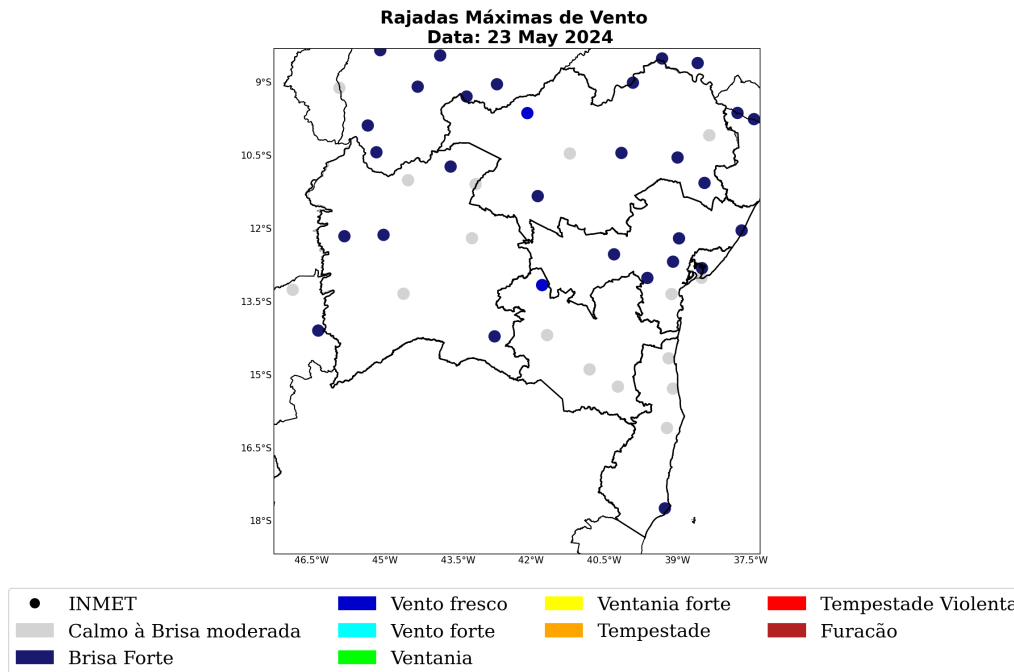 Rajadas Máximas de Vento
Data: 23 May 2024
9°S
10.5°S
12°S
13.5°S
15°S
16.5°S
18°S
46.5°W
45°W
43.5°W
42°W
40.5°W
39°W
37.5°W
INMET
Calmo à Brisa moderada
Brisa Forte
Vento fresco
Vento forte
Ventania
Ventania forte
Tempestade
Tempestade Violenta
Furacão